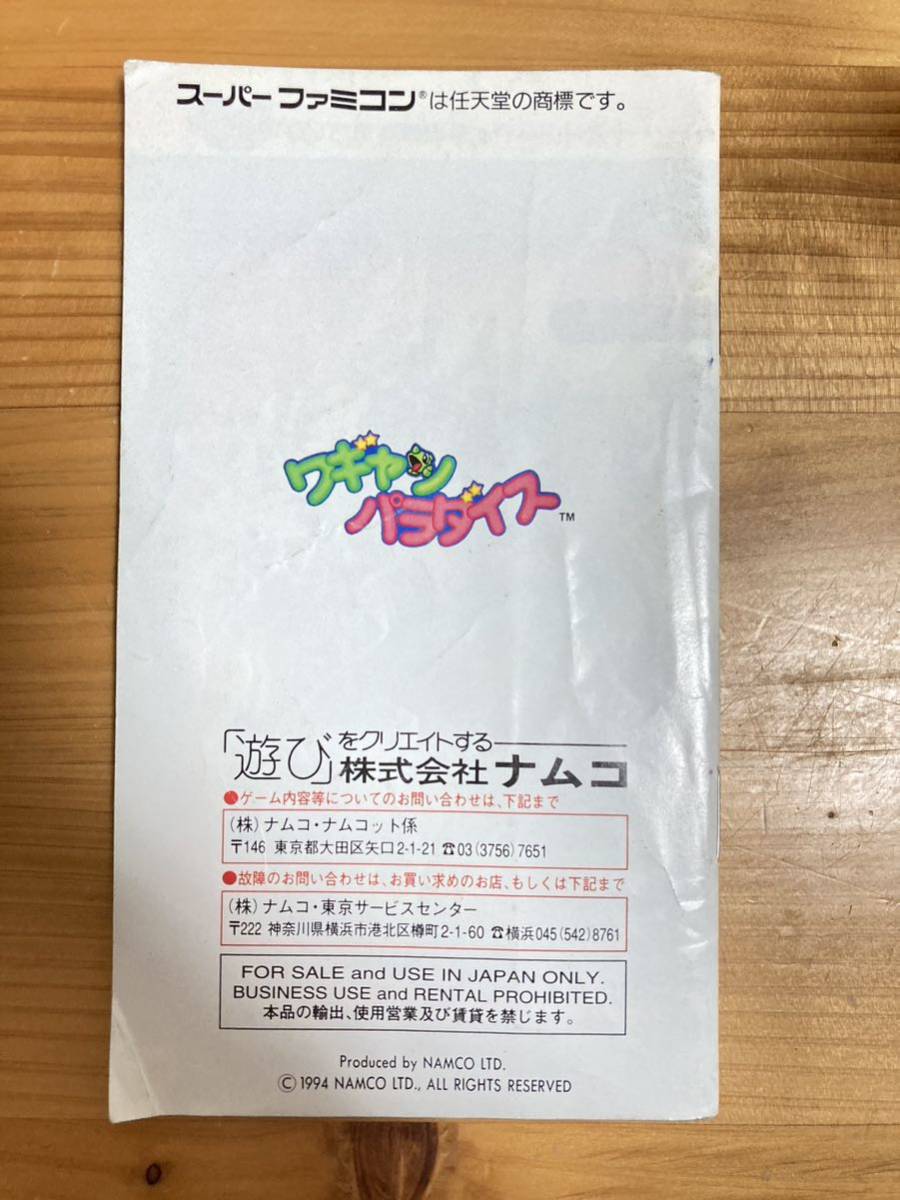 スーパーファミコン®は任天堂の商標です。
ワギャン
パラダイス™
「遊び」をクリエイトする
株式会社ナムコ
●ゲーム内容等についてのお問い合わせは、下記まで
(株)ナムコ・ナムコット係
〒146 東京都大田区矢口2-1-21 ☎03(3756)7651
●故障のお問い合わせは、お買い求めのお店、もしくは下記まで
(株)ナムコ・東京サービスセンター
〒222 神奈川県横浜市港北区樽町2-1-60 ☎横浜045(542)8761
FOR SALE and USE IN JAPAN ONLY.
BUSINESS USE and RENTAL PROHIBITED.
本品の輸出、使用営業及び賃貸を禁じます。
Produced by NAMCO LTD.
©1994 NAMCO LTD., ALL RIGHTS RESERVED